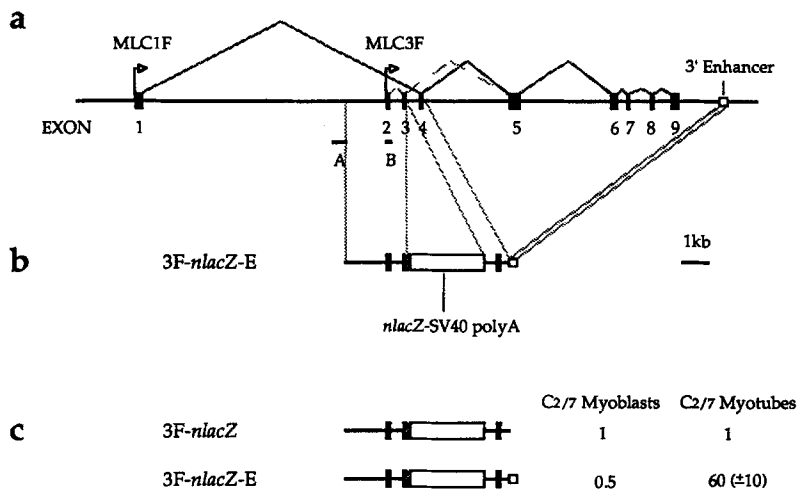 a
MLC1F
MLC3F
3' Enhancer
EXON
1
2
3
4
5
6
7
8
9
A
B
1kb
b
3F-nlacZ-E
nlacZ-SV40 polyA
C2/7 Myoblasts
C2/7 Myotubes
c
3F-nlacZ
1
1
3F-nlacZ-E
0.5
60 (±10)